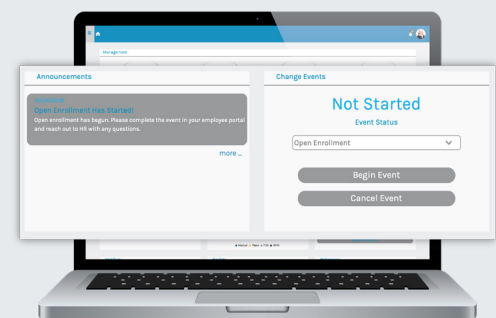 Management
Announcements
Open Enrollment Has Started!
Open enrollment has begun. Please complete the event in your employee portal
and reach out to HR with any questions.
more ...
Change Events
Not Started
Event Status
Open Enrollment
Begin Event
Cancel Event